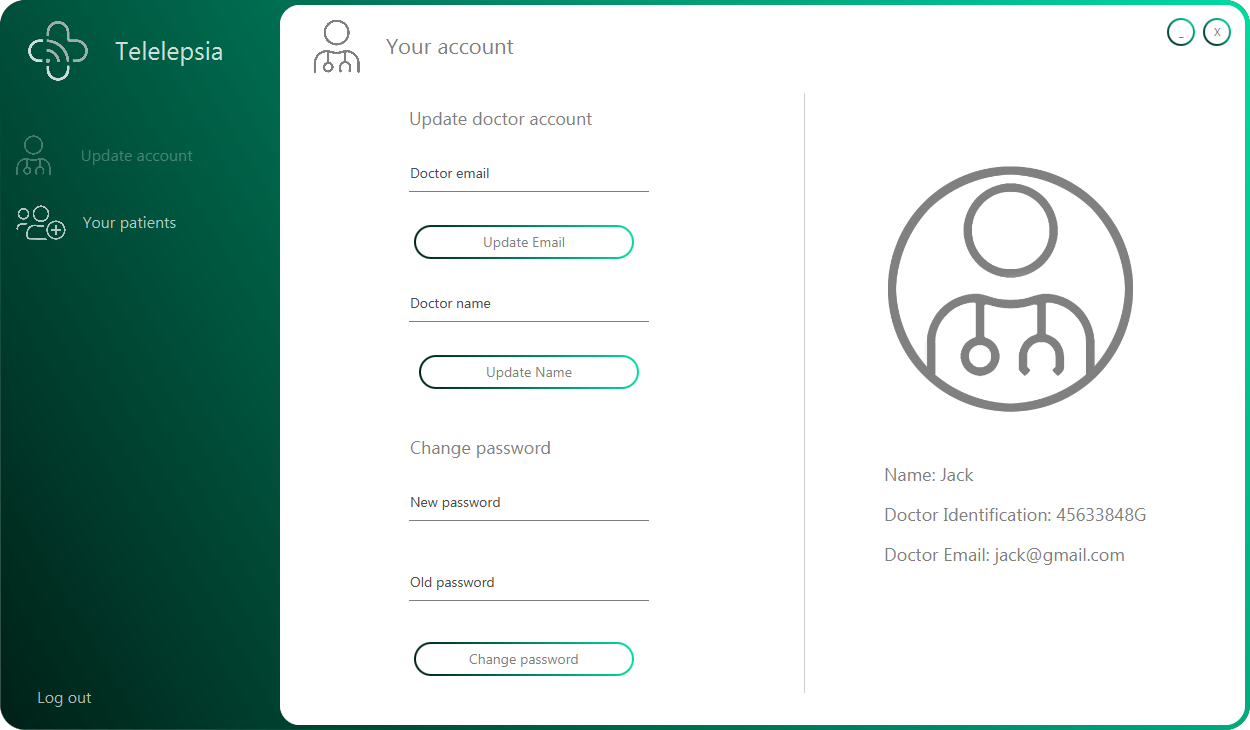 Telelepsia
Update account
Your patients
Log out
Your account
_
X
Update doctor account
Doctor email
Update Email
Doctor name
Update Name
Change password
New password
Old password
Change password
Name: Jack
Doctor Identification: 45633848G
Doctor Email: jack@gmail.com